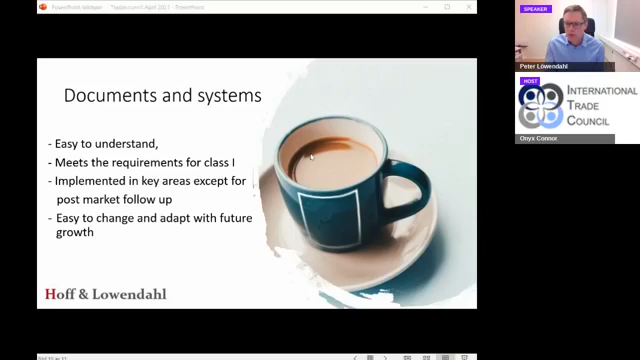 Documents and systems
- Easy to understand,
- Meets the requirements for class I
- Implemented in key areas except for
post market follow up
- Easy to change and adapt with future
growth
Hoff & Lowendahl
SPEAKER
Peter Löwendahl
HOST
INTERNATIONAL
TRADE
COUNCIL
Onyx Connor